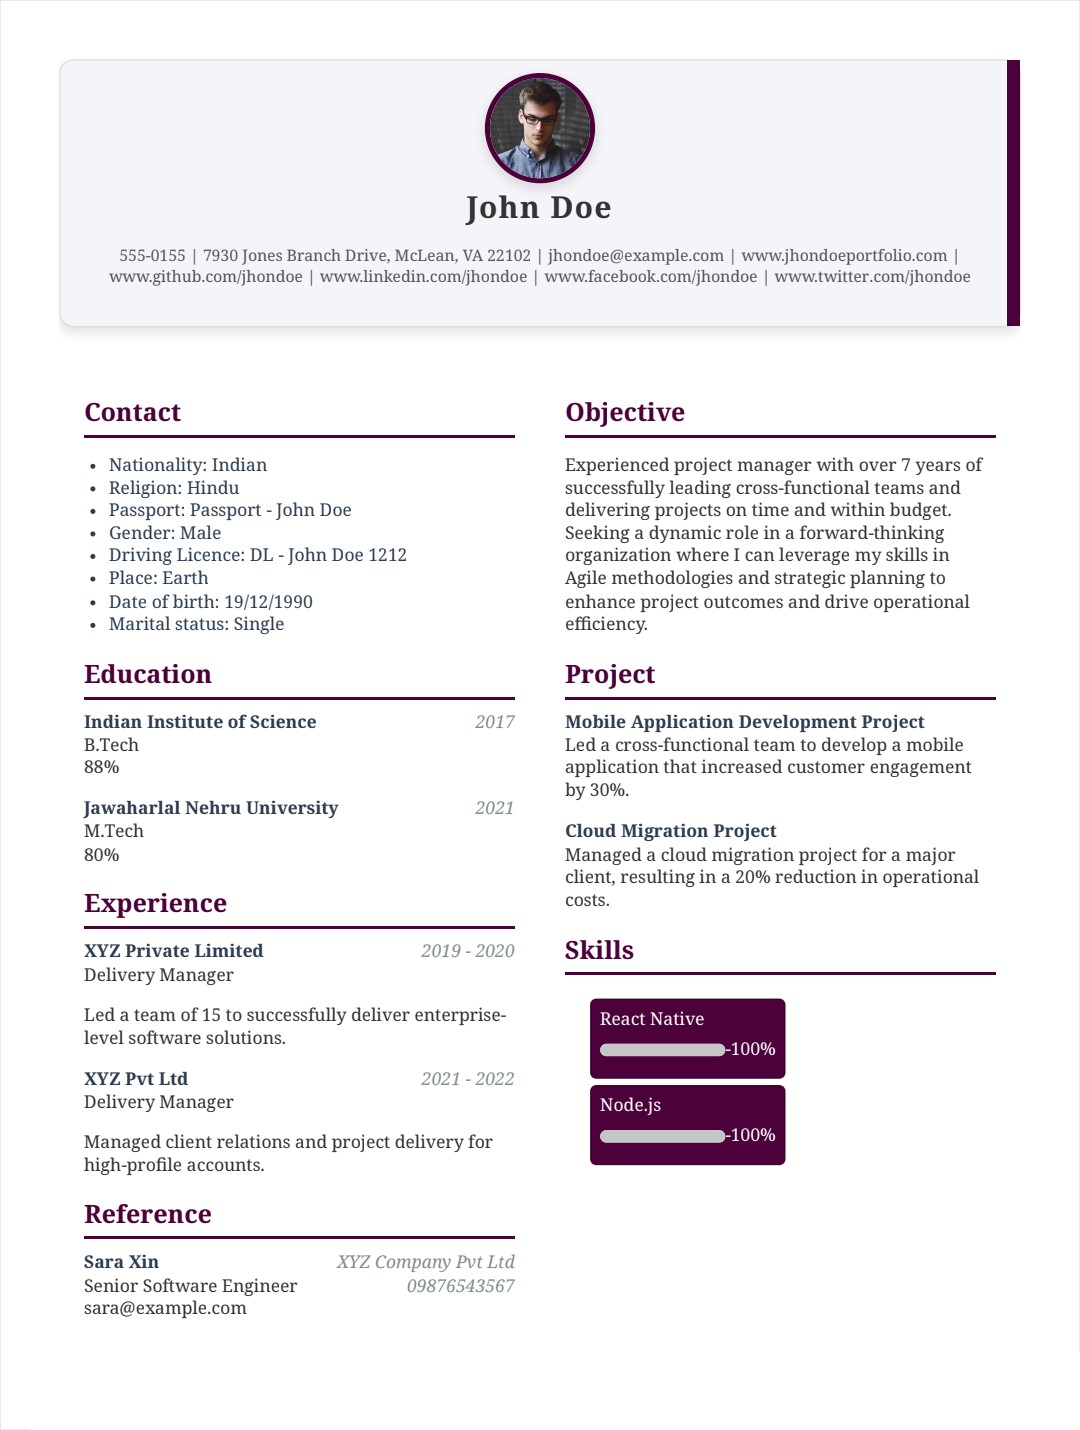 John Doe
555-0155 | 7930 Jones Branch Drive, McLean, VA 22102 | jhondoe@example.com | www.jhondoeportfolio.com |
www.github.com/jhondoe | www.linkedin.com/jhondoe | www.facebook.com/jhondoe | www.twitter.com/jhondoe
Contact
• Nationality: Indian
• Religion: Hindu
• Passport: Passport - John Doe
• Gender: Male
• Driving Licence: DL - John Doe 1212
• Place: Earth
• Date of birth: 19/12/1990
• Marital status: Single
Education
Indian Institute of Science 2017
B.Tech
88%
Jawaharlal Nehru University 2021
M.Tech
80%
Experience
XYZ Private Limited 2019 - 2020
Delivery Manager
Led a team of 15 to successfully deliver enterprise-
level software solutions.
XYZ Pvt Ltd 2021 - 2022
Delivery Manager
Managed client relations and project delivery for
high-profile accounts.
Reference
Sara Xin XYZ Company Pvt Ltd
Senior Software Engineer 09876543567
sara@example.com
Objective
Experienced project manager with over 7 years of
successfully leading cross-functional teams and
delivering projects on time and within budget.
Seeking a dynamic role in a forward-thinking
organization where I can leverage my skills in
Agile methodologies and strategic planning to
enhance project outcomes and drive operational
efficiency.
Project
Mobile Application Development Project
Led a cross-functional team to develop a mobile
application that increased customer engagement
by 30%.
Cloud Migration Project
Managed a cloud migration project for a major
client, resulting in a 20% reduction in operational
costs.
Skills
React Native
-100%
Node.js
-100%